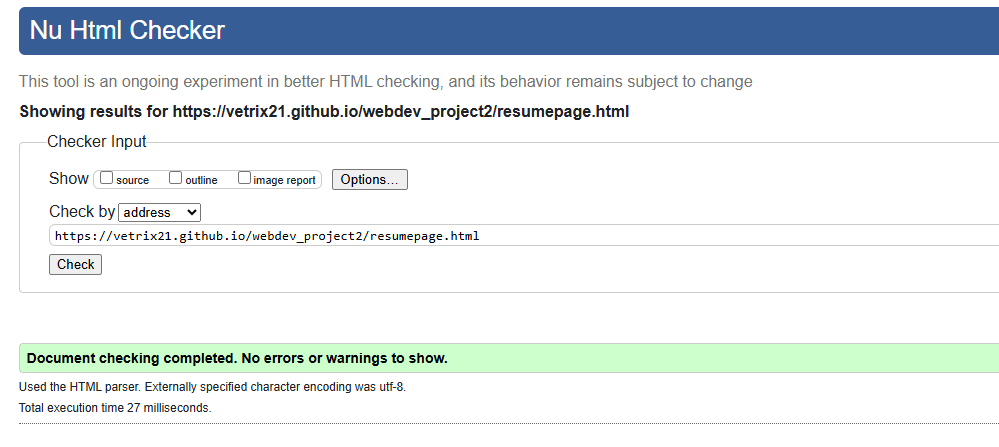 Nu Html Checker
This tool is an ongoing experiment in better HTML checking, and its behavior remains subject to change
Showing results for https://vetrix21.github.io/webdev_project2/resumepage.html
Checker Input
Show source outline image report Options...
Check by address
https://vetrix21.github.io/webdev_project2/resumepage.html
Check
Document checking completed. No errors or warnings to show.
Used the HTML parser. Externally specified character encoding was utf-8.
Total execution time 27 milliseconds.